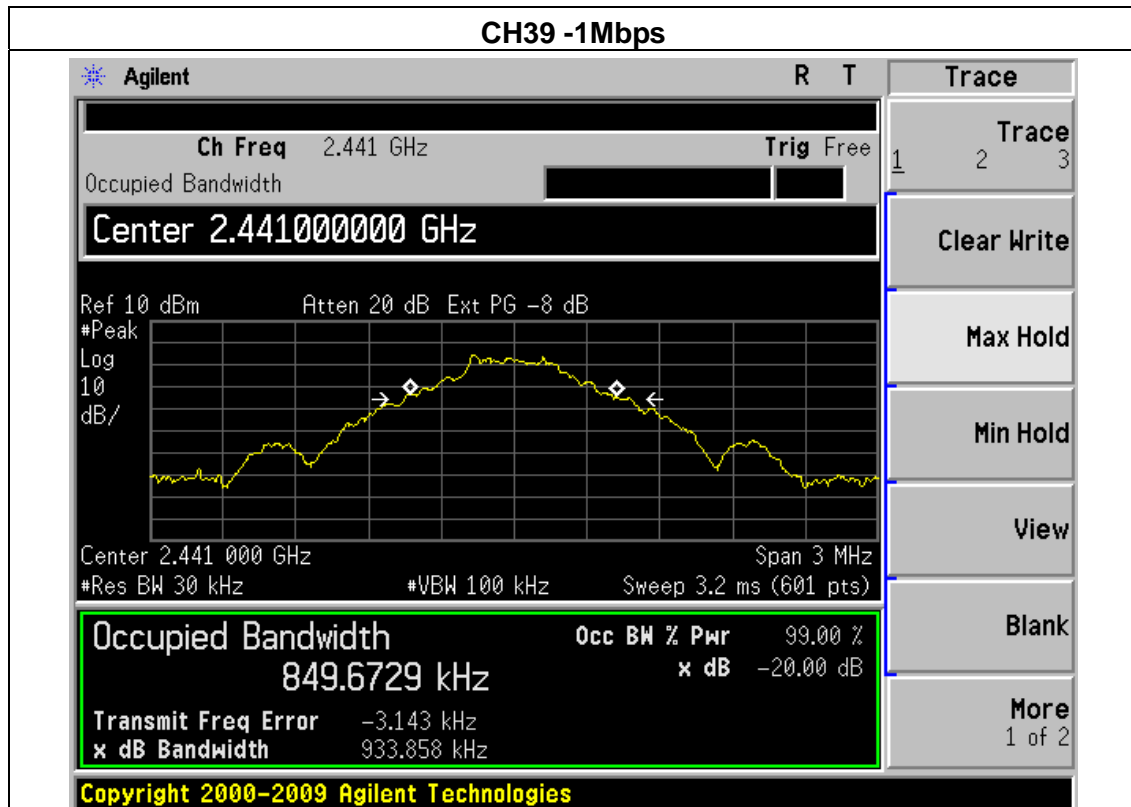 CH39 -1Mbps
Agilent R T
Trace
Ch Freq 2.441 GHz Trig Free
Occupied Bandwidth
Center 2.441000000 GHz
Ref 10 dBm Atten 20 dB Ext PG -8 dB
#Peak
Log
10
dB/
Center 2.441 000 GHz Span 3 MHz
#Res BW 30 kHz #VBW 100 kHz Sweep 3.2 ms (601 pts)
Occupied Bandwidth Occ BW % Pwr 99.00 %
849.6729 kHz x dB -20.00 dB
Transmit Freq Error -3.143 kHz
x dB Bandwidth 933.858 kHz
Trace
1 2 3
Clear Write
Max Hold
Min Hold
View
Blank
More
1 of 2
Copyright 2000-2009 Agilent Technologies